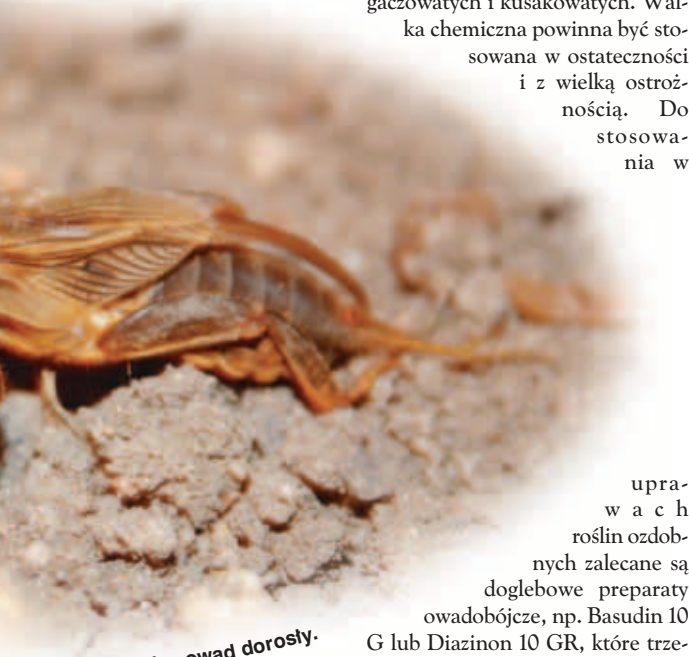 gaczowatych i kusakowatych. Wal-
ka chemiczna powinna być sto-
sowana w ostateczności
i z wielką ostroż-
nością. Do
stosowa-
nia w
upra-
wach
roślin ozdob-
nych zalecane są
doglebowe preparaty
owadobójcze, np. Basudin 10
G lub Diazinon 10 GR, które trze-
owad dorosły.